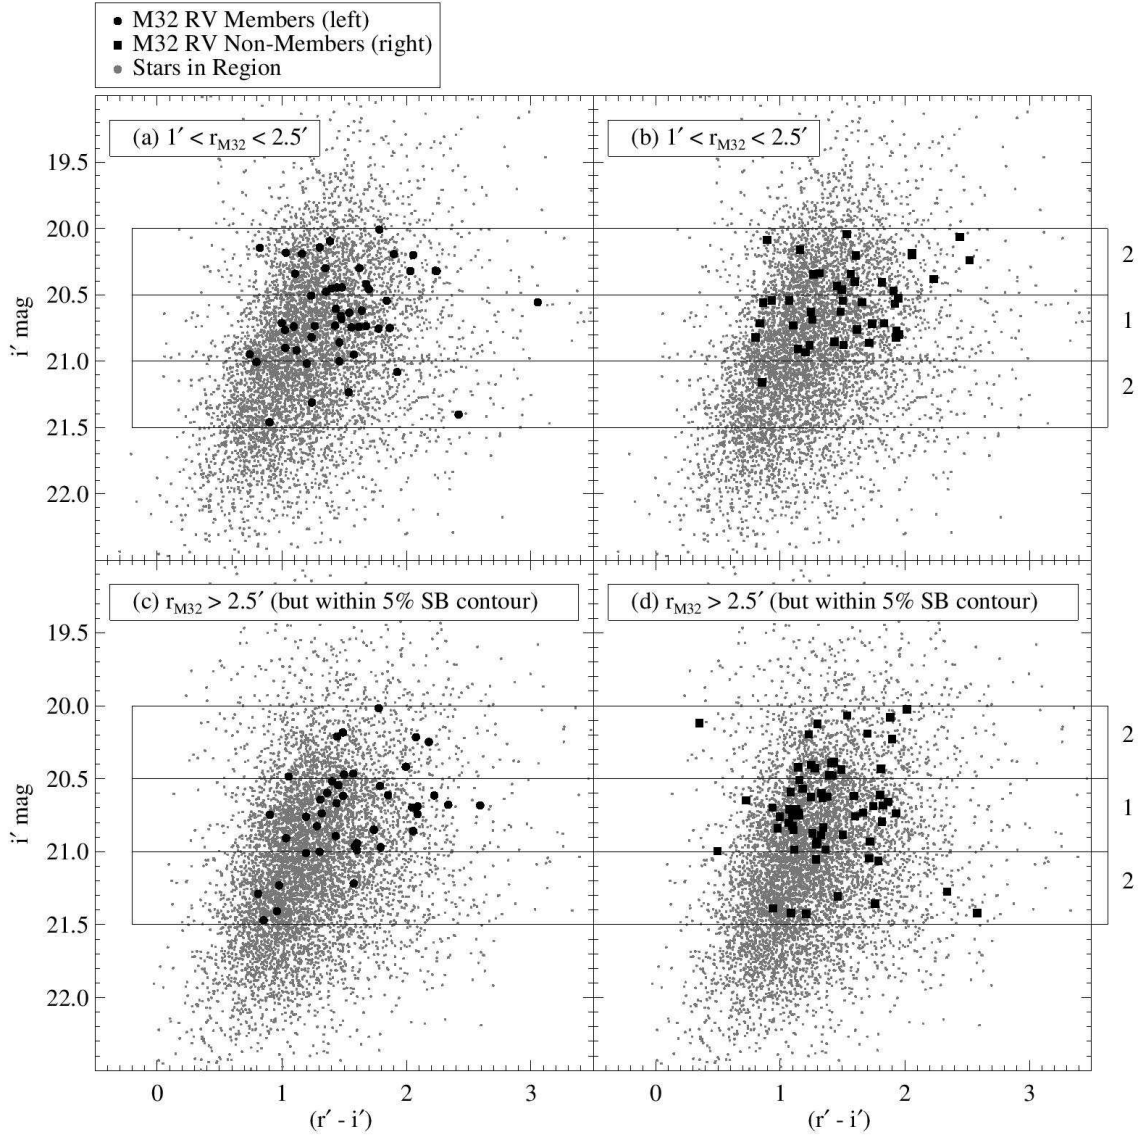 M32 RV Members (left)
M32 RV Non-Members (right)
Stars in Region
(a) 1′ < rM32 < 2.5′
(b) 1′ < rM32 < 2.5′
19.5
20.0
20.5
21.0
21.5
22.0
i′ mag
2
1
2
(c) rM32 > 2.5′ (but within 5% SB contour)
(d) rM32 > 2.5′ (but within 5% SB contour)
19.5
20.0
20.5
21.0
21.5
22.0
i′ mag
2
1
2
0 1 2 3
0 1 2 3
(r′ - i′)
(r′ - i′)